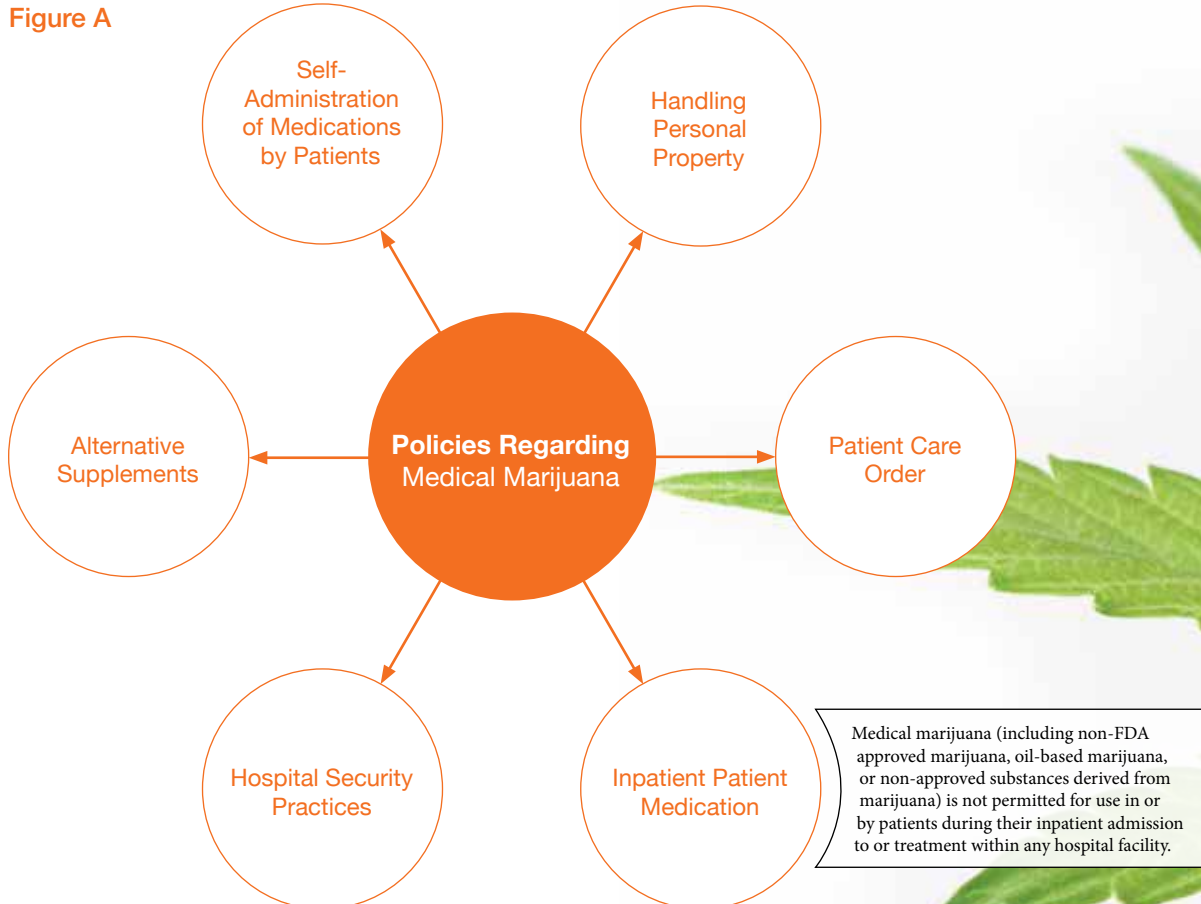 Figure A
Self-
Administration
of Medications
by Patients
Handling
Personal
Property
Alternative
Supplements
Policies Regarding
Medical Marijuana
Patient Care
Order
Hospital Security
Practices
Inpatient Patient
Medication
Medical marijuana (including non-FDA
approved marijuana, oil-based marijuana,
or non-approved substances derived from
marijuana) is not permitted for use in or
by patients during their inpatient admission
to or treatment within any hospital facility.